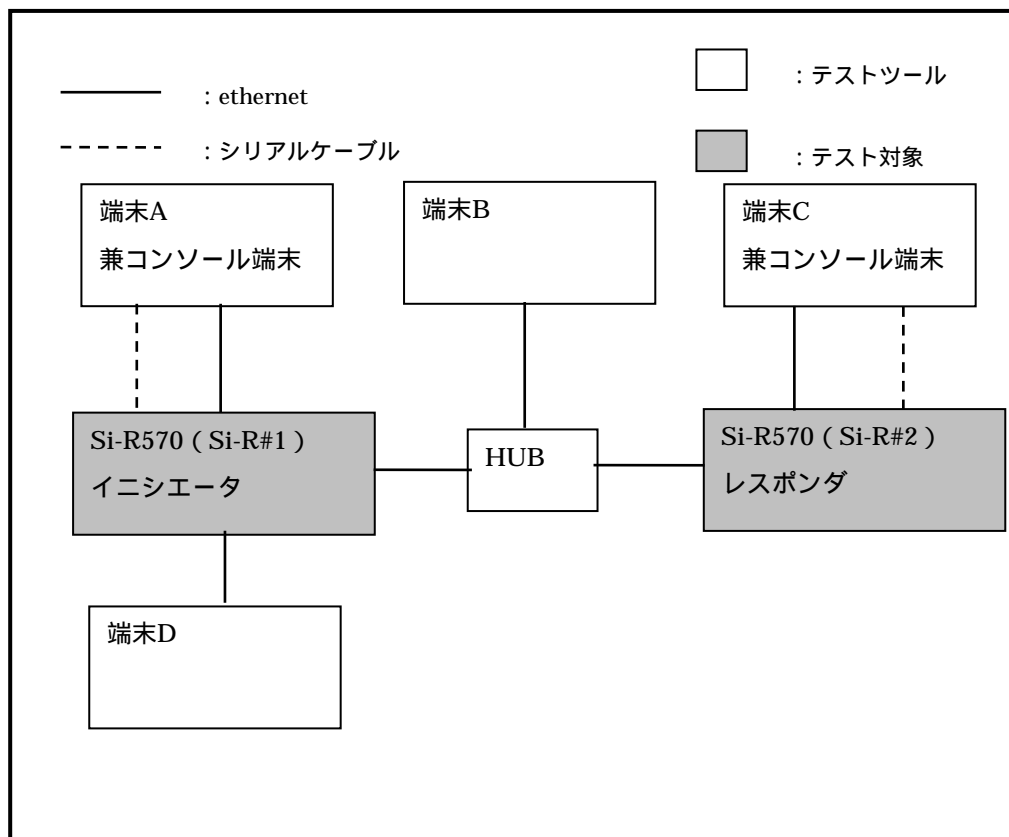 ：ethernet
：シリアルケーブル
：テストツール
：テスト対象
端末A
兼コンソール端末
端末B
端末C
兼コンソール端末
Si-R570（Si-R#1）
イニシエータ
HUB
Si-R570（Si-R#2）
レスポンダ
端末D